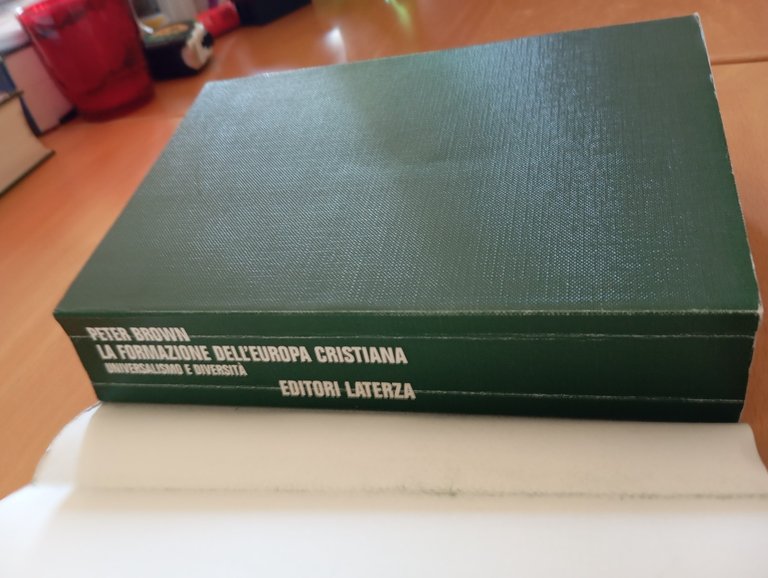 PETER BROWN
LA FORMAZIONE DELL'EUROPA CRISTIANA
UNIVERSALISMO E DIVERSITÀ
EDITORI LATERZA